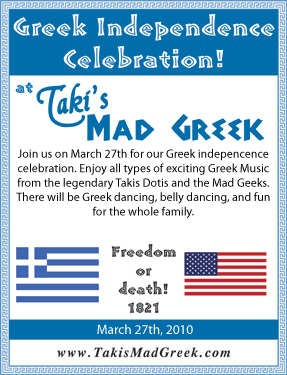 Greek Independence
Celebration!
at Taki's
Mad Greek
Join us on March 27th for our Greek indepencence
celebration. Enjoy all types of exciting Greek Music
from the legendary Takis Dotis and the Mad Geeks.
There will be Greek dancing, belly dancing, and fun
for the whole family.
Freedom
or
death!
1821
March 27th, 2010
www.TakisMadGreek.com